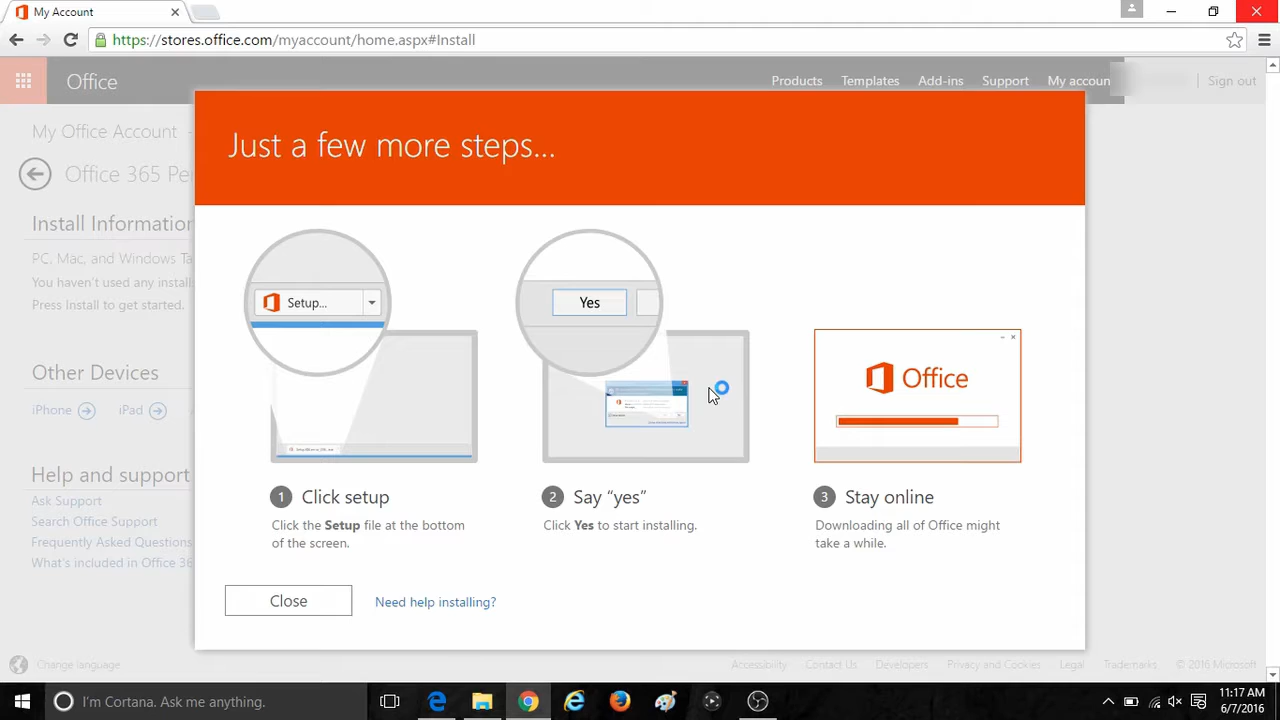 My Account
https://stores.office.com/myaccount/home.aspx#Install
Office
Products
Templates
Add-ins
Support
My accoun
Sign out
My Office Account
Office 365 Pe
Install Information
PC, Mac, and Windows Ta
You haven't used any install
Press Install to get started.
Other Devices
iPhone
iPad
Help and support
Ask Support
Search Office Support
Frequently Asked Questions
What's included in Office 36
Just a few more steps...
Setup...
Yes
Office
1 Click setup
Click the Setup file at the bottom
of the screen.
2 Say "yes"
Click Yes to start installing.
3 Stay online
Downloading all of Office might
take a while.
Close
Need help installing?
Change language
Accessibility
Contact Us
Developers
Privacy and Cookies
Legal
Trademarks
© 2016 Microsoft
I'm Cortana. Ask me anything.
11:17 AM
6/7/2016